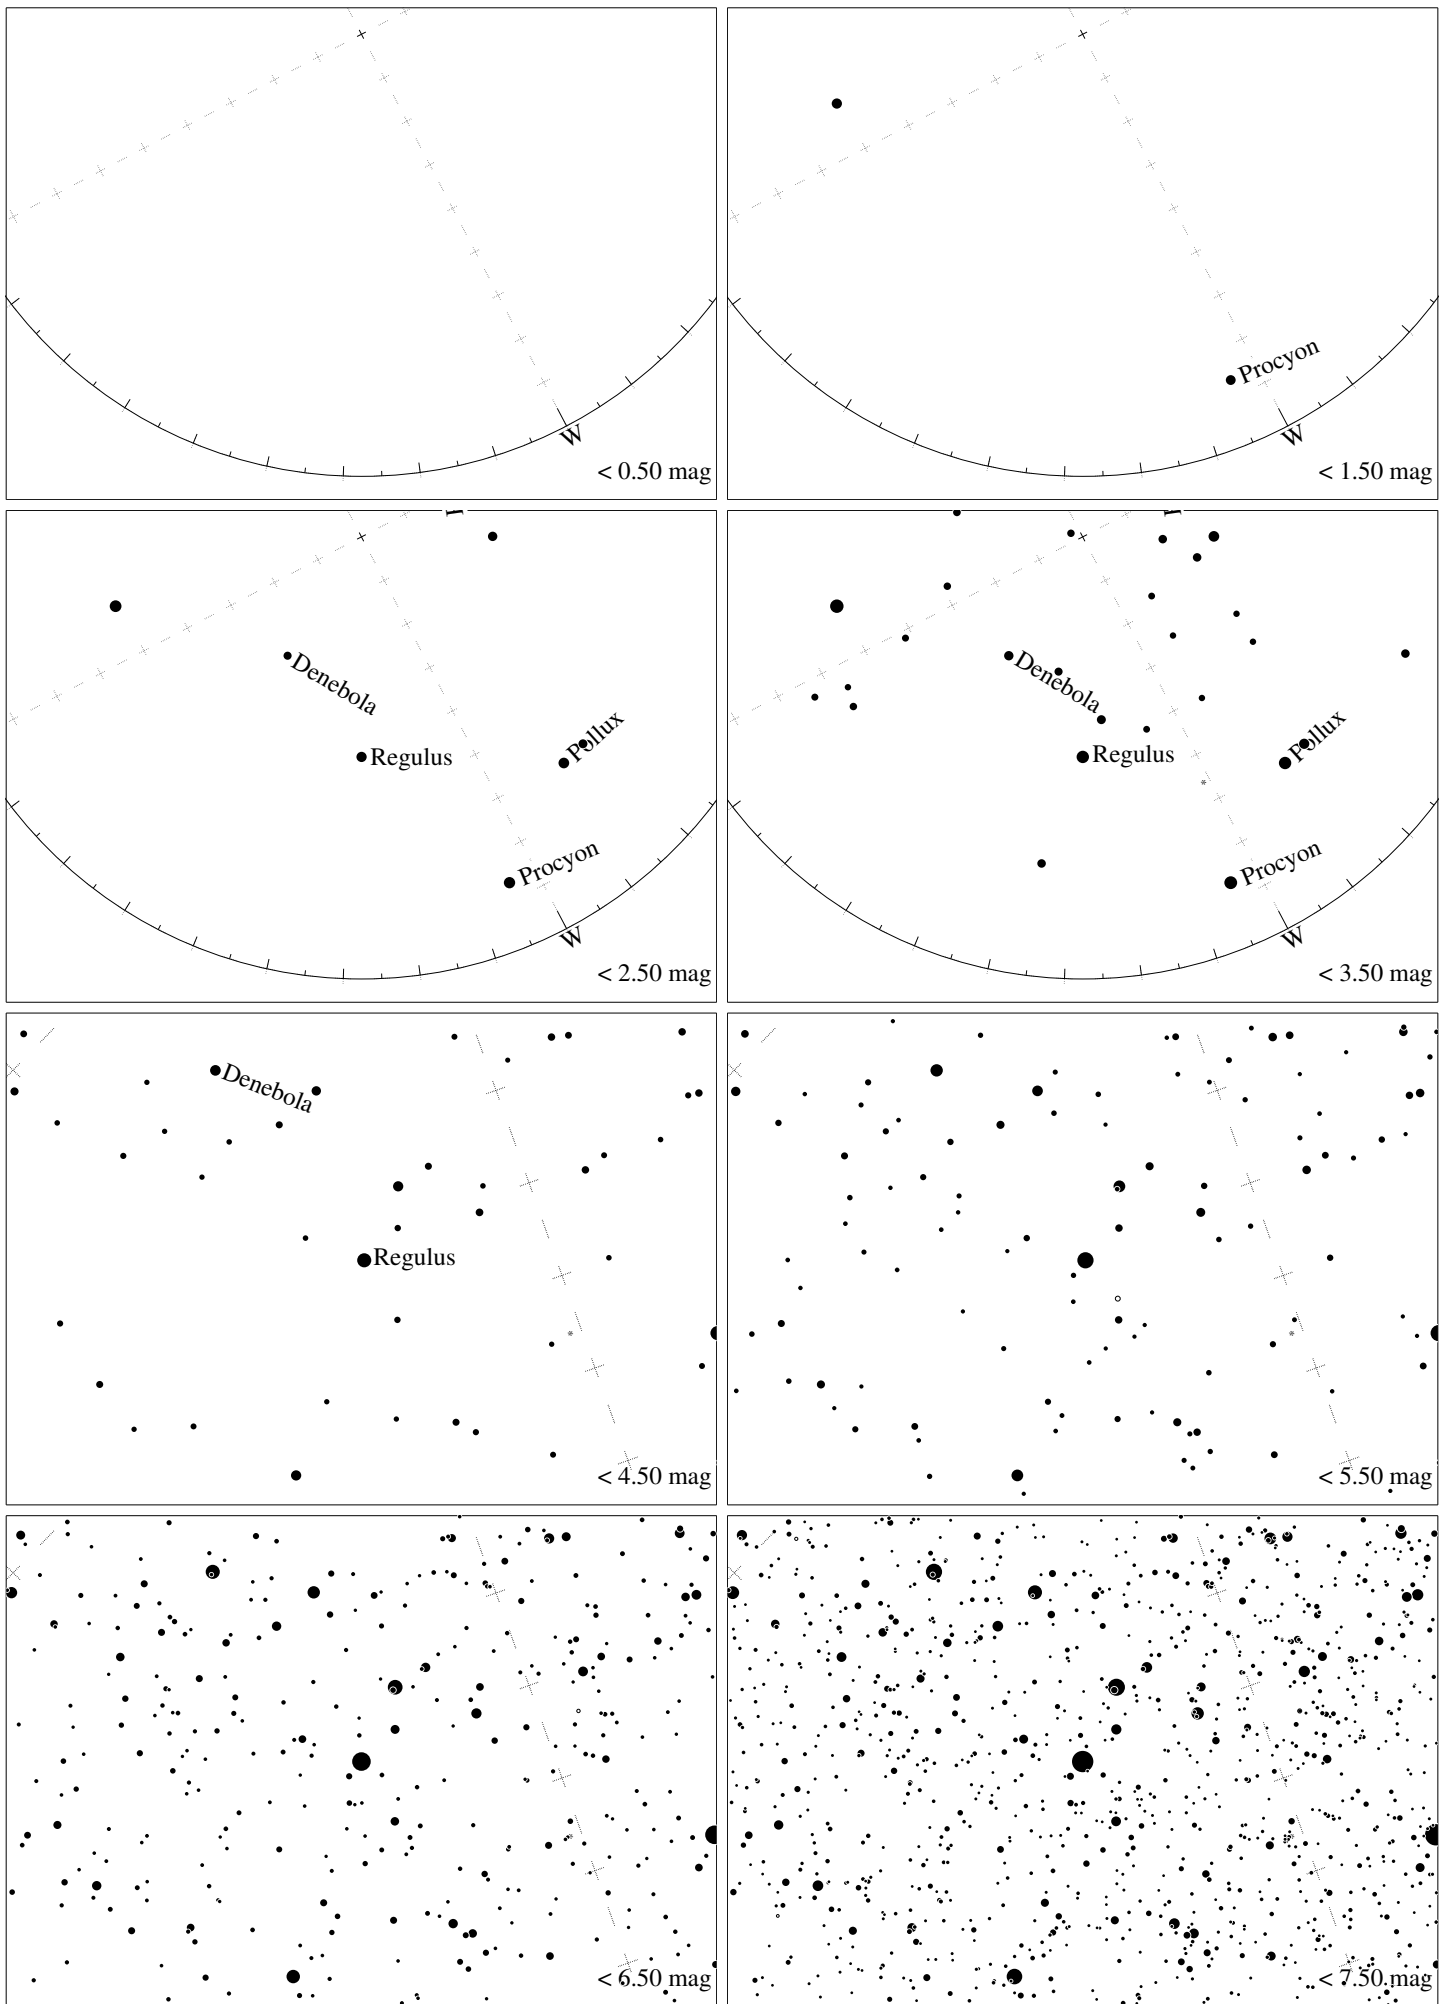 W
< 0.50 mag
Procyon
W
< 1.50 mag
Denebola
Pollux
Regulus
Procyon
W
< 2.50 mag
Denebola
Pollux
Regulus
Procyon
W
< 3.50 mag
Denebola
Regulus
< 4.50 mag
< 5.50 mag
< 6.50 mag
< 7.50 mag